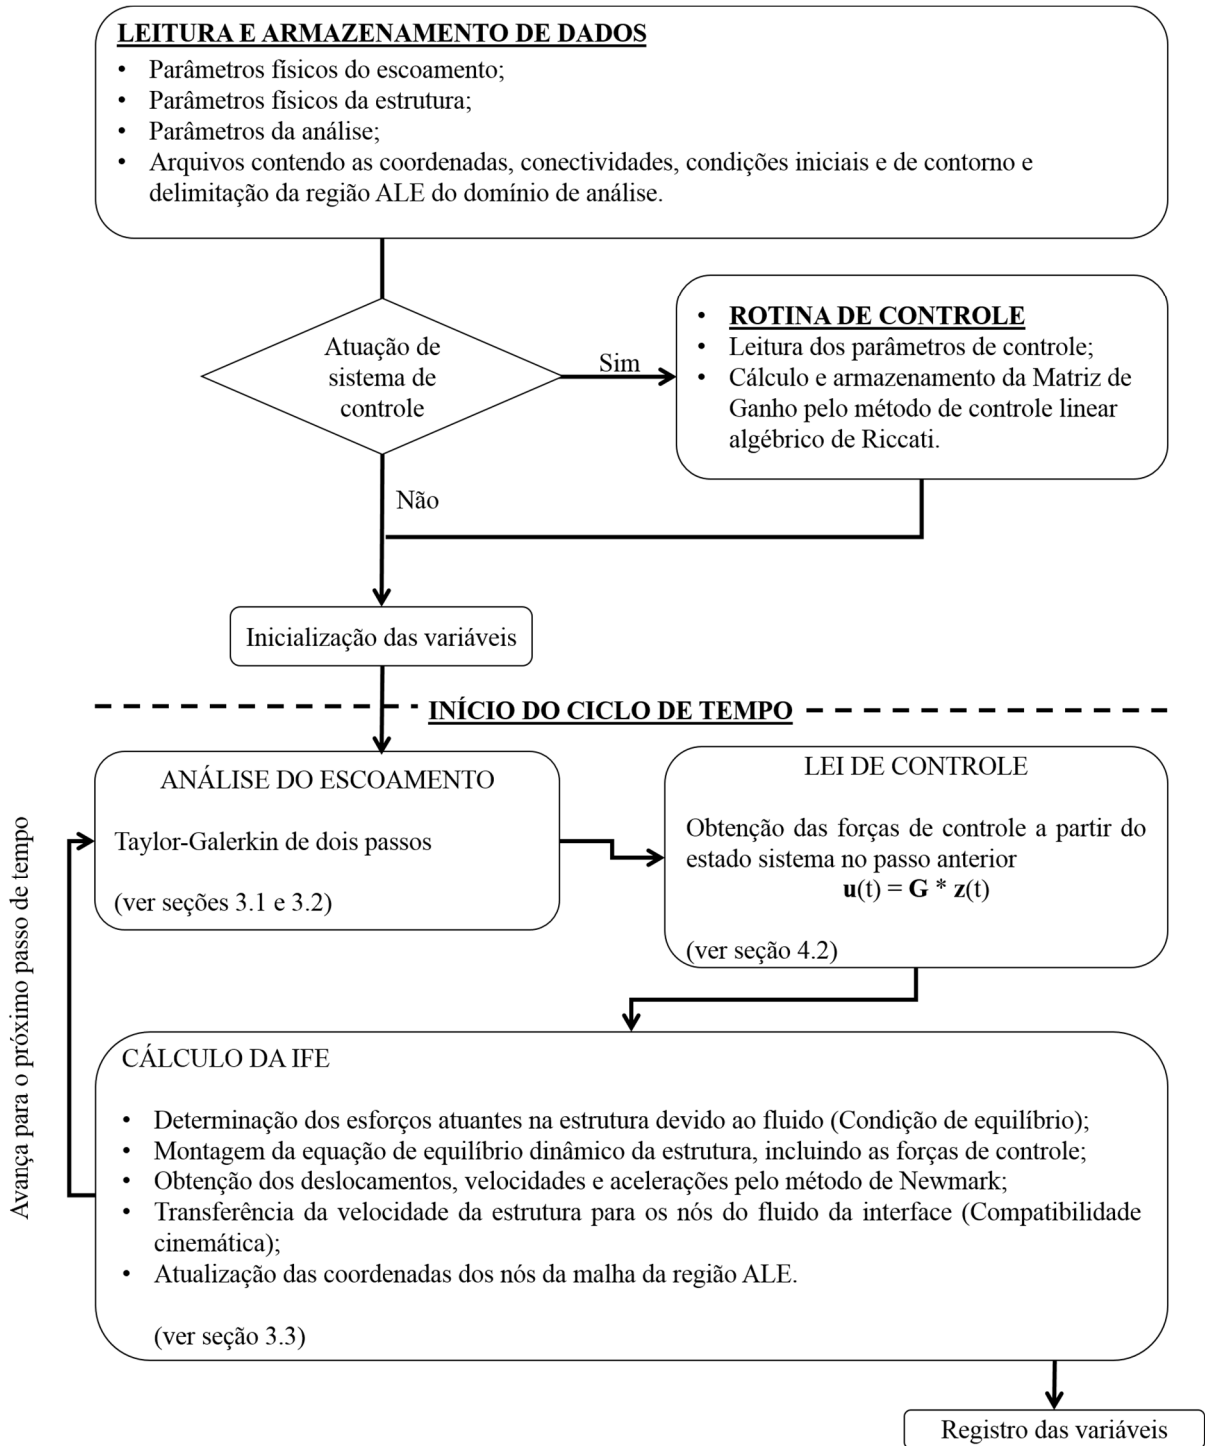 LEITURA E ARMAZENAMENTO DE DADOS
• Parâmetros físicos do escoamento;
• Parâmetros físicos da estrutura;
• Parâmetros da análise;
• Arquivos contendo as coordenadas, conectividades, condições iniciais e de contorno e
delimitação da região ALE do domínio de análise.
Atuação de
sistema de
controle
Sim
• ROTINA DE CONTROLE
• Leitura dos parâmetros de controle;
• Cálculo e armazenamento da Matriz de
Ganho pelo método de controle linear
algébrico de Riccati.
Não
Inicialização das variáveis
INÍCIO DO CICLO DE TEMPO
ANÁLISE DO ESCOAMENTO
Taylor-Galerkin de dois passos
(ver seções 3.1 e 3.2)
LEI DE CONTROLE
Obtenção das forças de controle a partir do
estado sistema no passo anterior
u(t) = G * z(t)
(ver seção 4.2)
Avança para o próximo passo de tempo
CÁLCULO DA IFE
• Determinação dos esforços atuantes na estrutura devido ao fluido (Condição de equilíbrio);
• Montagem da equação de equilíbrio dinâmico da estrutura, incluindo as forças de controle;
• Obtenção dos deslocamentos, velocidades e acelerações pelo método de Newmark;
• Transferência da velocidade da estrutura para os nós do fluido da interface (Compatibilidade
cinemática);
• Atualização das coordenadas dos nós da malha da região ALE.
(ver seção 3.3)
Registro das variáveis